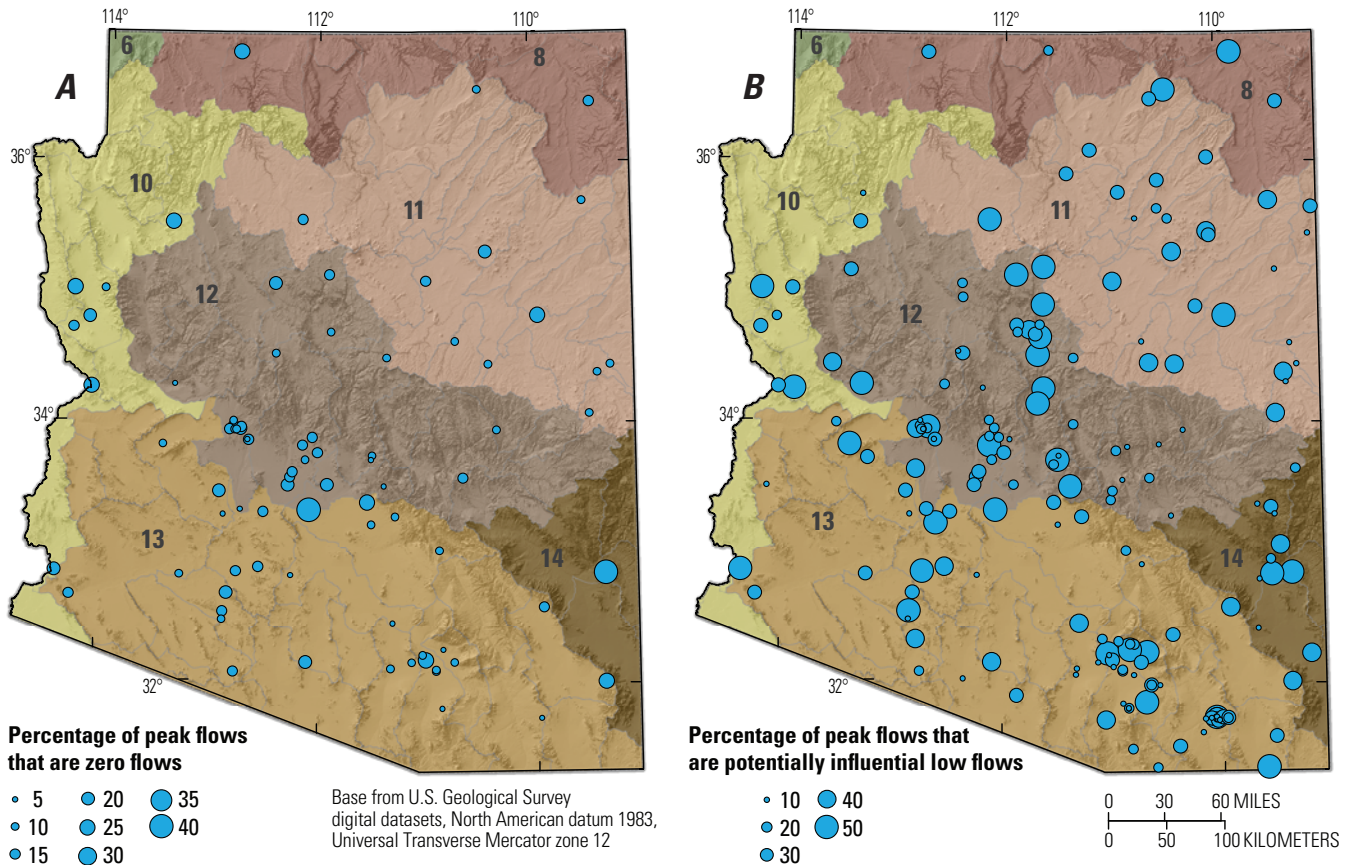 114° 112° 110°
A
6
8
36°
10
11
12
34°
13
14
32°
Percentage of peak flows
that are zero flows
5 20 35
10 25 40
15 30
Base from U.S. Geological Survey
digital datasets, North American datum 1983,
Universal Transverse Mercator zone 12
114° 112° 110°
B
6
8
36°
10
11
12
34°
13
14
32°
Percentage of peak flows that
are potentially influential low flows
10 40
20 50
30
0 30 60 MILES
0 50 100 KILOMETERS